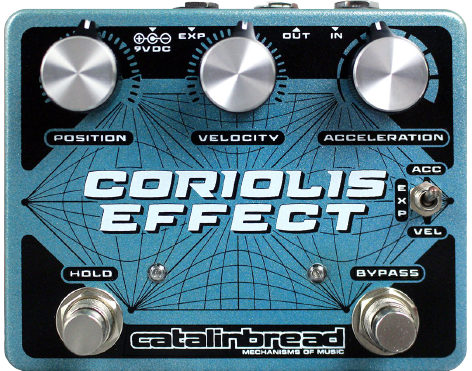 9VDC
EXP
OUT
IN
POSITION
VELOCITY
ACCELERATION
CORIOLIS
EFFECT
ACC
EXP
VEL
HOLD
BYPASS
catalinbread
MECHANISMS OF MUSIC